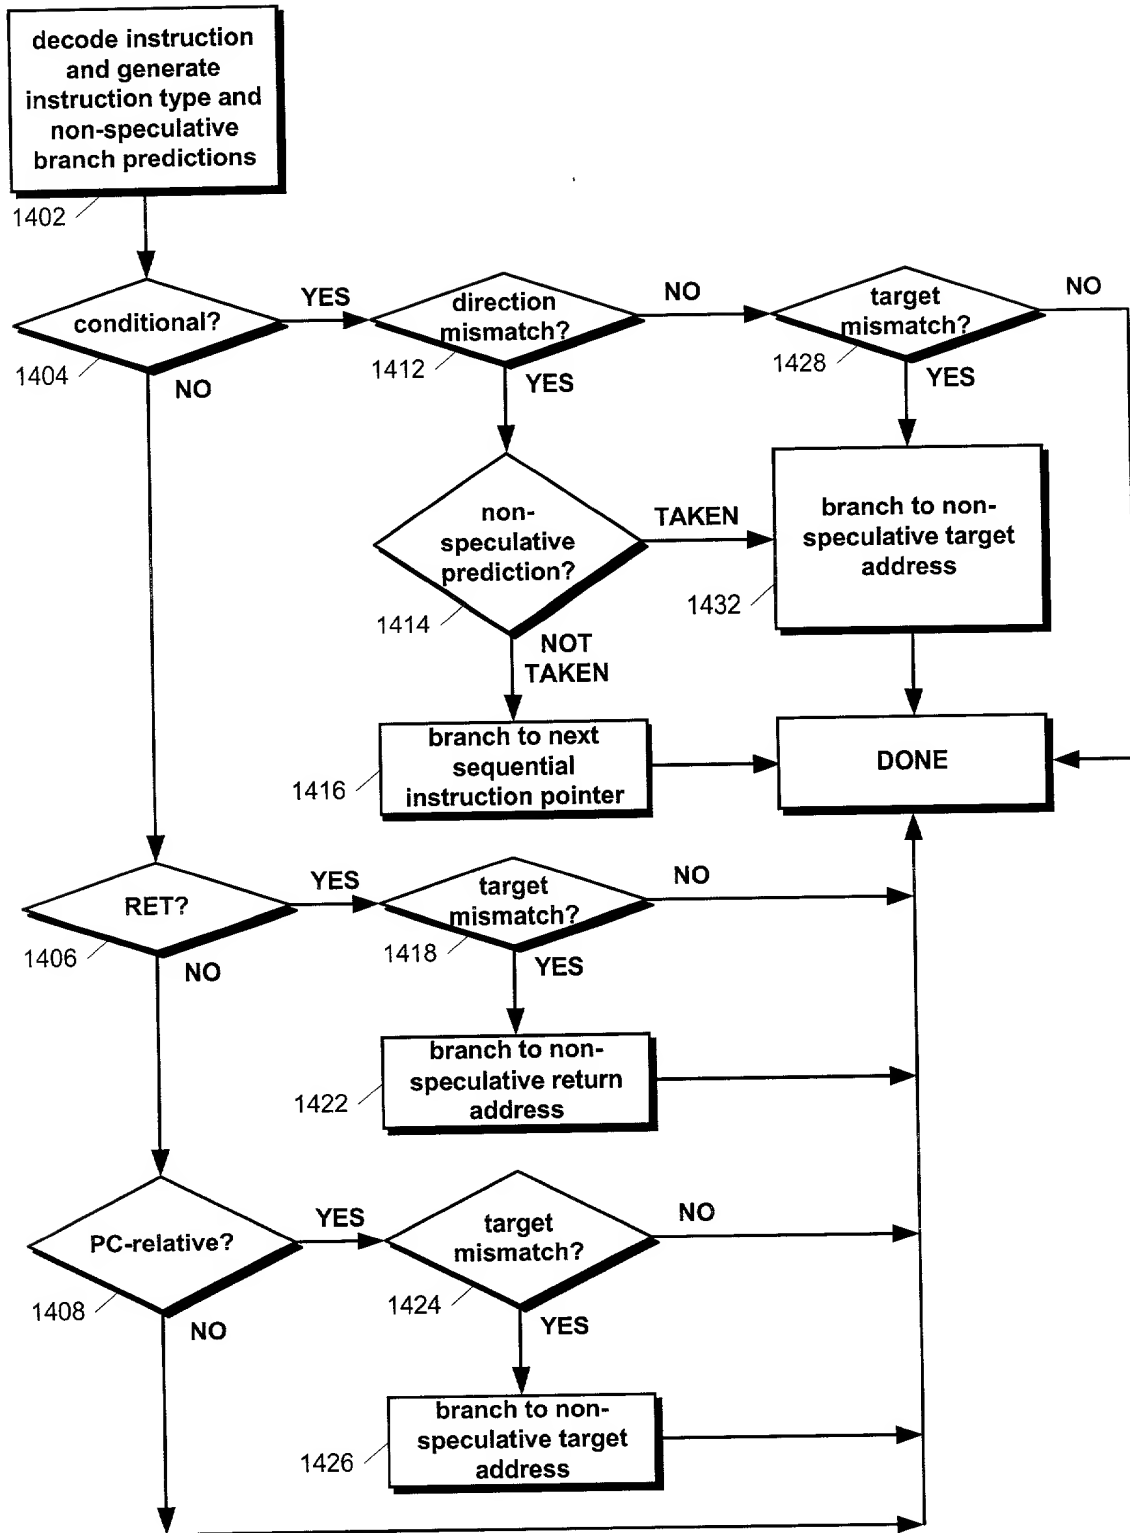 decode instruction
and generate
instruction type and
non-speculative
branch predictions
1402
conditional?
1404
YES
NO
direction
mismatch?
1412
NO
YES
target
mismatch?
1428
NO
YES
non-
speculative
prediction?
1414
TAKEN
NOT
TAKEN
branch to non-
speculative target
address
1432
branch to next
sequential
instruction pointer
1416
DONE
RET?
1406
YES
NO
target
mismatch?
1418
NO
YES
branch to non-
speculative return
address
1422
PC-relative?
1408
YES
NO
target
mismatch?
1424
NO
YES
branch to non-
speculative target
address
1426